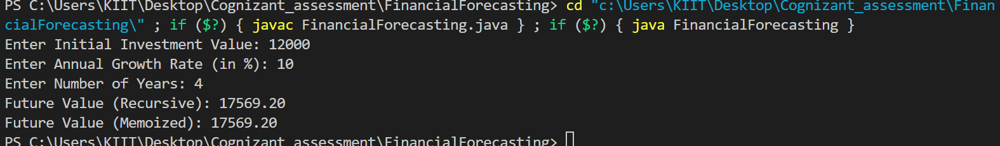 PS C:\Users\KIIT\Desktop\Cognizant_assessment\FinancialForecasting> cd "c:\Users\KIIT\Desktop\Cognizant_assessment\Finan
cialForecasting\" ; if ($?) { javac FinancialForecasting.java } ; if ($?) { java FinancialForecasting }
Enter Initial Investment Value: 12000
Enter Annual Growth Rate (in %): 10
Enter Number of Years: 4
Future Value (Recursive): 17569.20
Future Value (Memoized): 17569.20
PS C:\Users\KIIT\Desktop\Cognizant_assessment\FinancialForecasting>